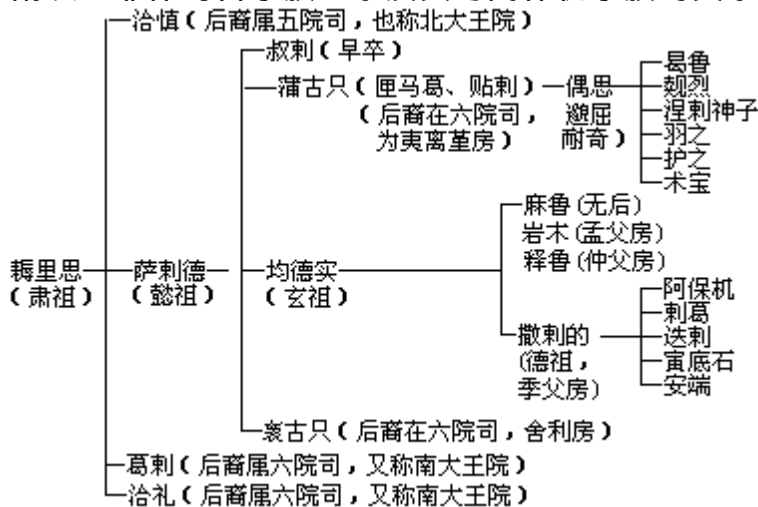 洽慎（后裔属五院司，也称北大王院）
叔剌（早卒）
蒲古只（匣马葛、贴剌）
（后裔在六院司，
为夷离堇房）
偶思
邀屈
耐奇）
曷鲁
觌烈
涅剌神子
羽之
护之
术宝
耨里思
（肃祖）
萨剌德
（懿祖）
均德实
（玄祖）
麻鲁(无后)
岩木(孟父房)
释鲁(仲父房)
撒剌的
(德祖，
季父房)
阿保机
剌葛
迭剌
寅底石
安端
袅古只（后裔在六院司，舍利房）
葛剌（后裔属六院司，又称南大王院）
洽礼（后裔属六院司，又称南大王院）